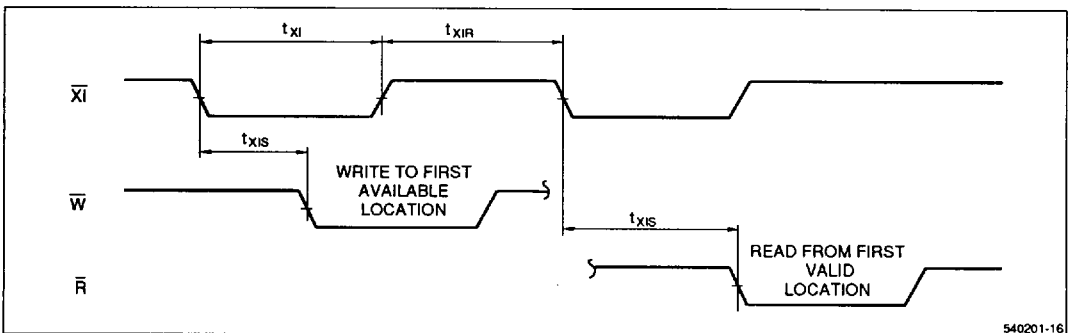 tXI
tXIR
XI
tXIS
W
WRITE TO FIRST
AVAILABLE
LOCATION
tXIS
R
READ FROM FIRST
VALID
LOCATION
540201-16